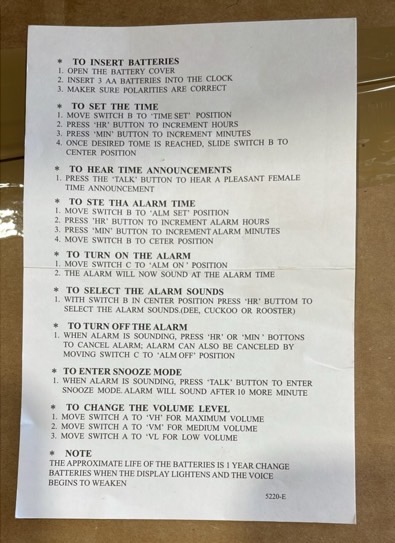 * TO INSERT BATTERIES
1. OPEN THE BATTERY COVER
2. INSERT 3 AA BATTERIES INTO THE CLOCK
3. MAKER SURE POLARITIES ARE CORRECT
* TO SET THE TIME
1. MOVE SWITCH B TO 'TIME SET' POSITION
2. PRESS 'HR' BUTTON TO INCREMENT HOURS
3. PRESS 'MIN' BUTTON TO INCREMENT MINUTES
4. ONCE DESIRED TOME IS REACHED, SLIDE SWITCH B TO
CENTER POSITION
* TO HEAR TIME ANNOUNCEMENTS
1. PRESS THE 'TALK' BUTTON TO HEAR A PLEASANT FEMALE
TIME ANNOUNCEMENT
* TO STE THA ALARM TIME
1. MOVE SWITCH B TO 'ALM SET' POSITION
2. PRESS 'HR' BUTTON TO INCREMENT ALARM HOURS
3. PRESS 'MIN' BUTTON TO INCREMENT ALARM MINUTES
4. MOVE SWITCH B TO CETER POSITION
* TO TURN ON THE ALARM
1. MOVE SWITCH C TO 'ALM ON' POSITION
2. THE ALARM WILL NOW SOUND AT THE ALARM TIME
* TO SELECT THE ALARM SOUNDS
1. WITH SWITCH B IN CENTER POSITION PRESS 'HR' BUTTOM TO
SELECT THE ALARM SOUNDS.(DEE, CUCKOO OR ROOSTER)
* TO TURN OFF THE ALARM
1. WHEN ALARM IS SOUNDING, PRESS 'HR' OR 'MIN' BOTTONS
TO CANCEL ALARM; ALARM CAN ALSO BE CANCELED BY
MOVING SWITCH C TO 'ALM OFF' POSITION
* TO ENTER SNOOZE MODE
1. WHEN ALARM IS SOUNDING, PRESS 'TALK' BUTTON TO ENTER
SNOOZE MODE. ALARM WILL SOUND AFTER 10 MORE MINUTE
* TO CHANGE THE VOLUME LEVEL
1. MOVE SWITCH A TO 'VH' FOR MAXIMUM VOLUME
2. MOVE SWITCH A TO 'VM' FOR MEDIUM VOLUME
3. MOVE SWITCH A TO 'VL FOR LOW VOLUME
* NOTE
THE APPROXIMATE LIFE OF THE BATTERIES IS 1 YEAR CHANGE
BATTERIES WHEN THE DISPLAY LIGHTENS AND THE VOICE
BEGINS TO WEAKEN
5220-E